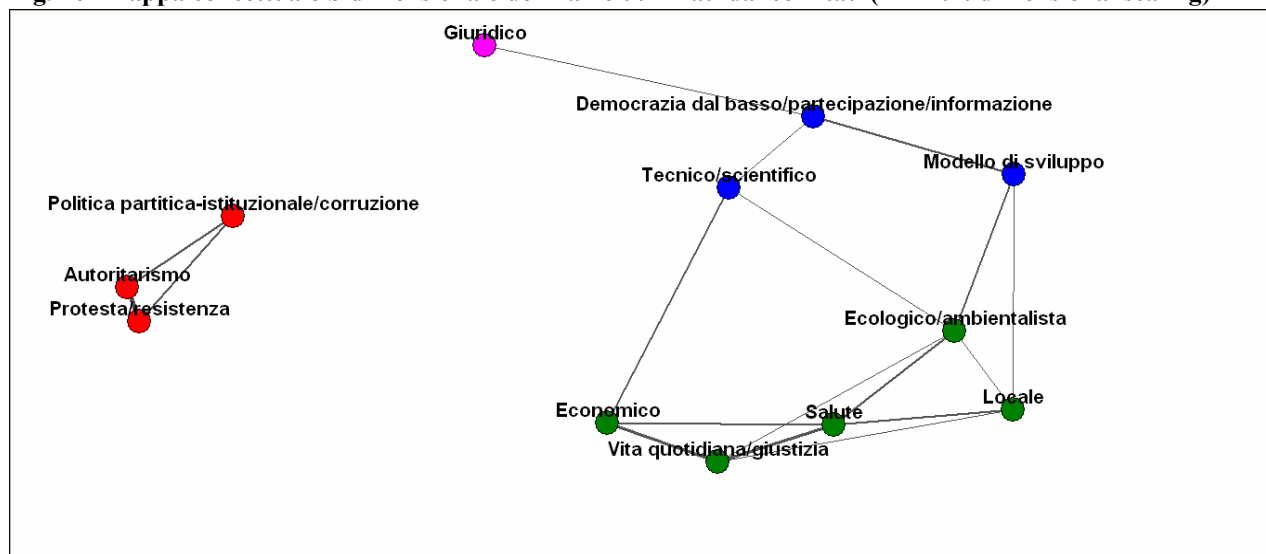 Giuridico
Democrazia dal basso/partecipazione/informazione
Modello di sviluppo
Tecnico/scientifico
Politica partitica-istituzionale/corruzione
Autoritarismo
Protesta/resistenza
Ecologico/ambientalista
Locale
Economico
Salute
Vita quotidiana/giustizia